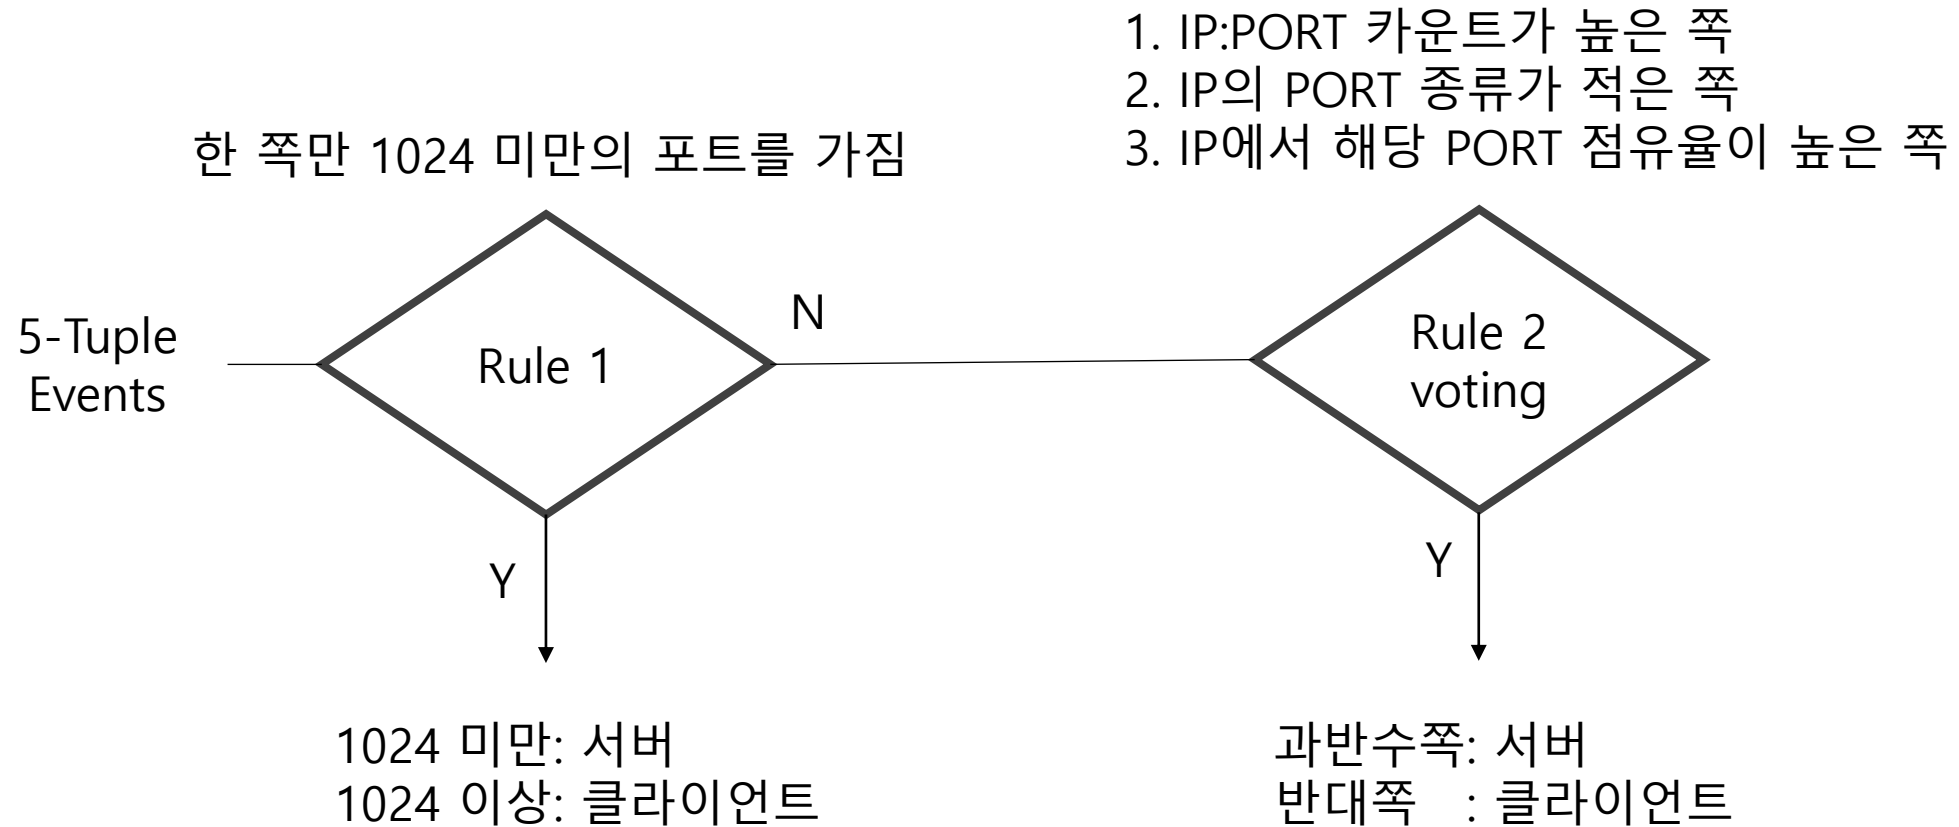 1. IP:PORT 카운트가 높은 쪽
2. IP의 PORT 종류가 적은 쪽
3. IP에서 해당 PORT 점유율이 높은 쪽
한 쪽만 1024 미만의 포트를 가짐
5-Tuple
Events
Rule 1
N
Rule 2
voting
Y
Y
1024 미만: 서버
1024 이상: 클라이언트
과반수쪽: 서버
반대쪽 : 클라이언트